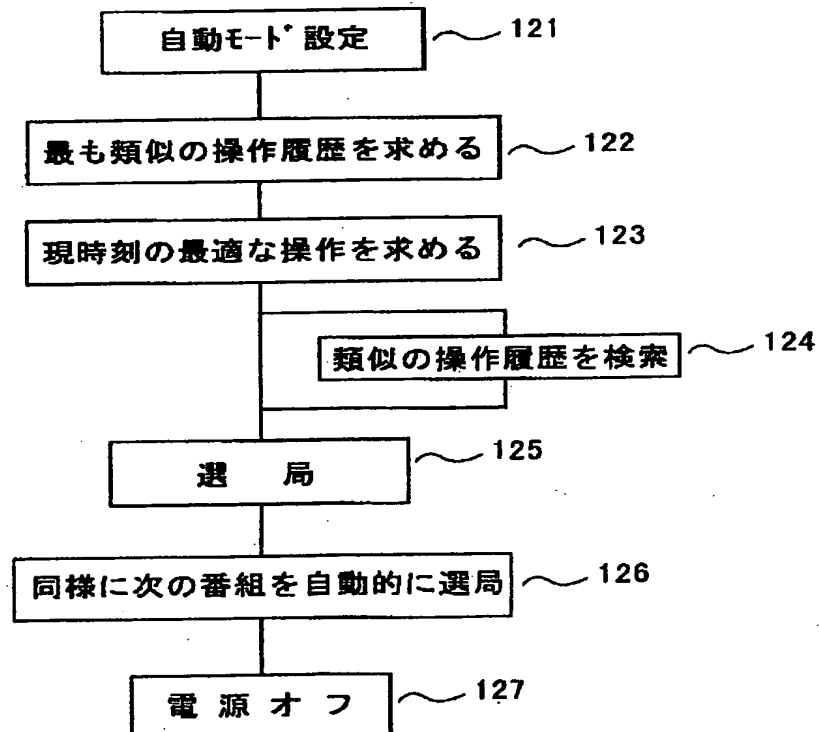 自動モード設定 121
最も類似の操作履歴を求める 122
現時刻の最適な操作を求める 123
類似の操作履歴を検索 124
選 局 125
同様に次の番組を自動的に選局 126
電源オフ 127